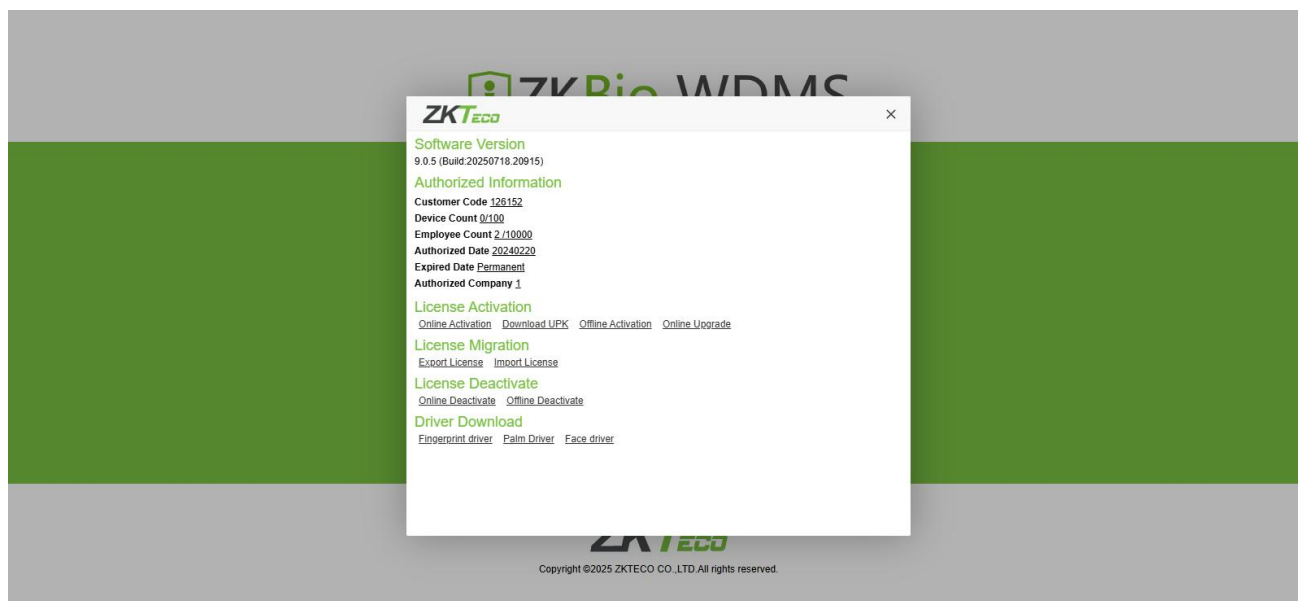 ZKBio WDMS
ZKTECO
Software Version
9.0.5 (Build:20250718.20915)
Authorized Information
Customer Code 126152
Device Count 0/100
Employee Count 2 /10000
Authorized Date 20240220
Expired Date Permanent
Authorized Company 1
License Activation
Online Activation Download UPK Offline Activation Online Upgrade
License Migration
Export License Import License
License Deactivate
Online Deactivate Offline Deactivate
Driver Download
Fingerprint driver Palm Driver Face driver
ZKTECO
Copyright ©2025 ZKTECO CO.,LTD.All rights reserved.